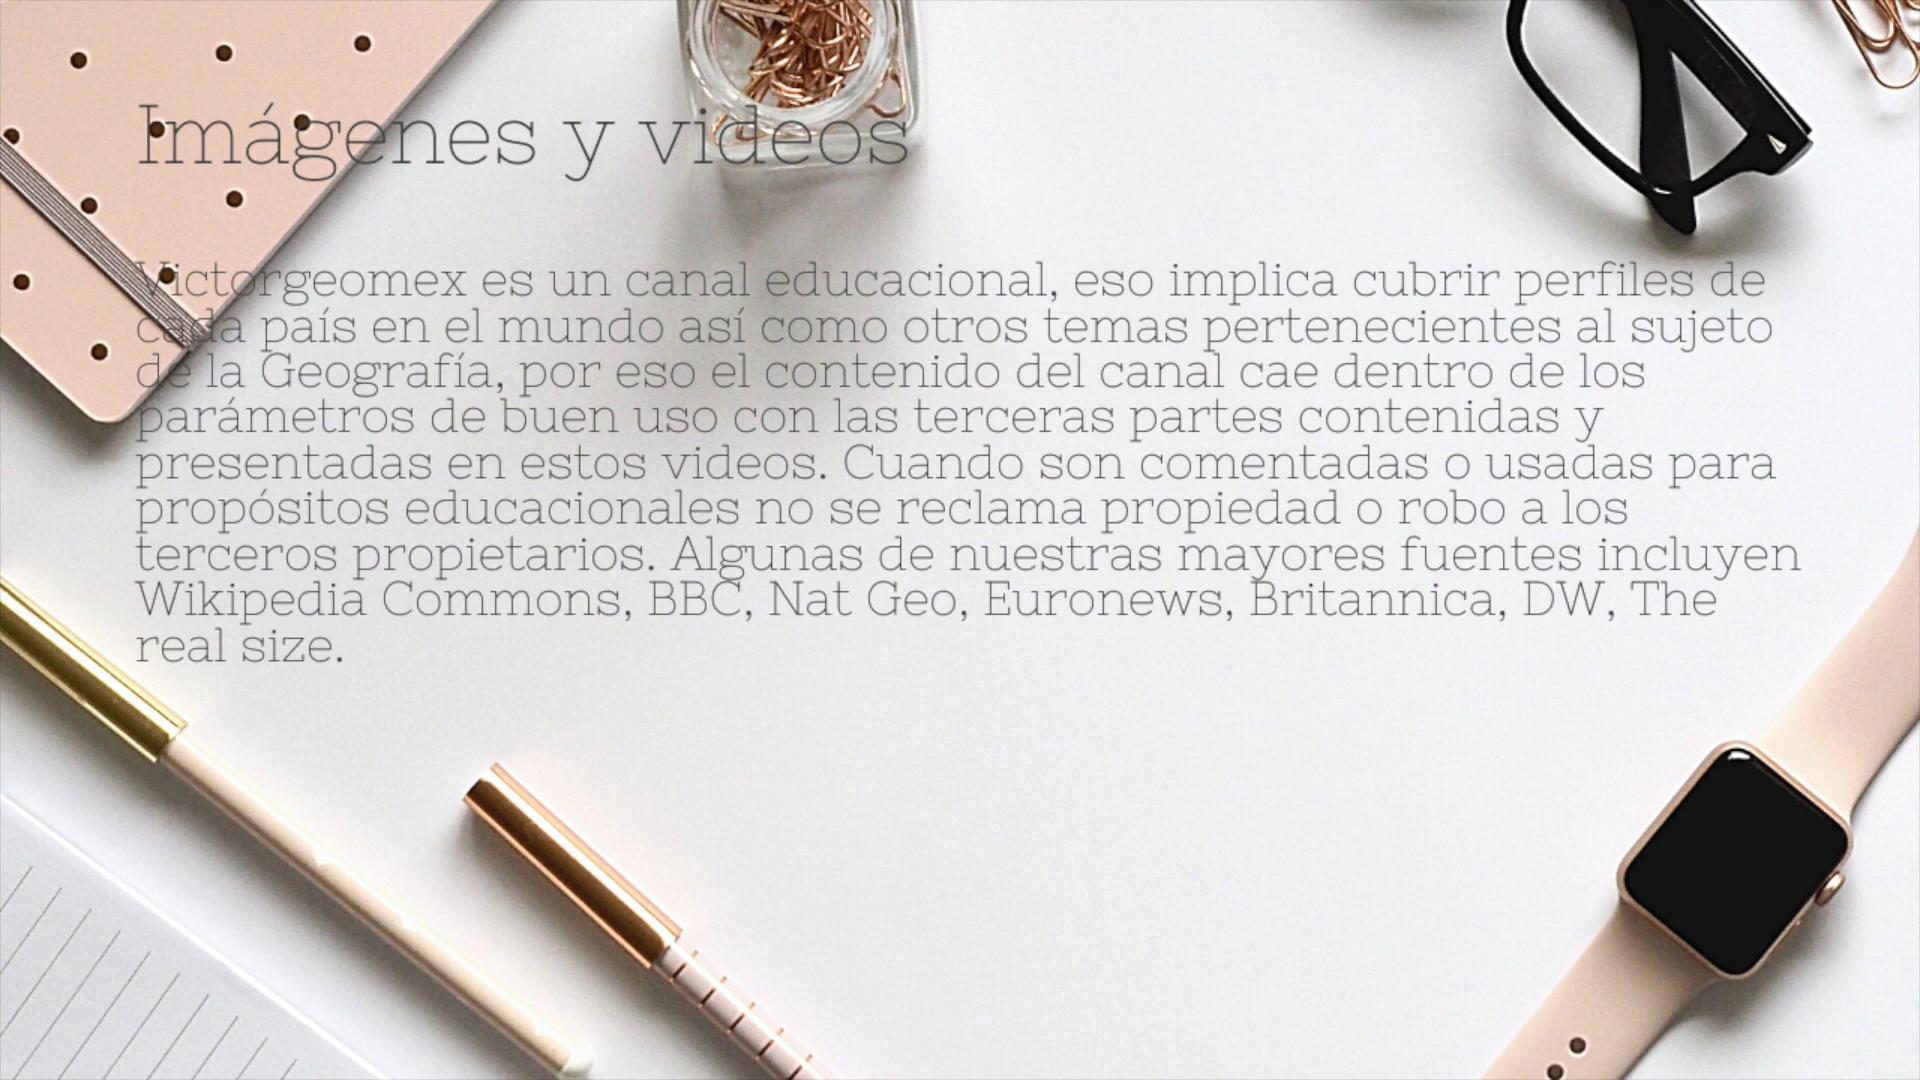 Imágenes y videos
Victorgeomex es un canal educacional, eso implica cubrir perfiles de
cada país en el mundo así como otros temas pertenecientes al sujeto
de la Geografía, por eso el contenido del canal cae dentro de los
parámetros de buen uso con las terceras partes contenidas y
presentadas en estos videos. Cuando son comentadas o usadas para
propósitos educacionales no se reclama propiedad o robo a los
terceros propietarios. Algunas de nuestras mayores fuentes incluyen
Wikipedia Commons, BBC, Nat Geo, Euronews, Britannica, DW, The
real size.